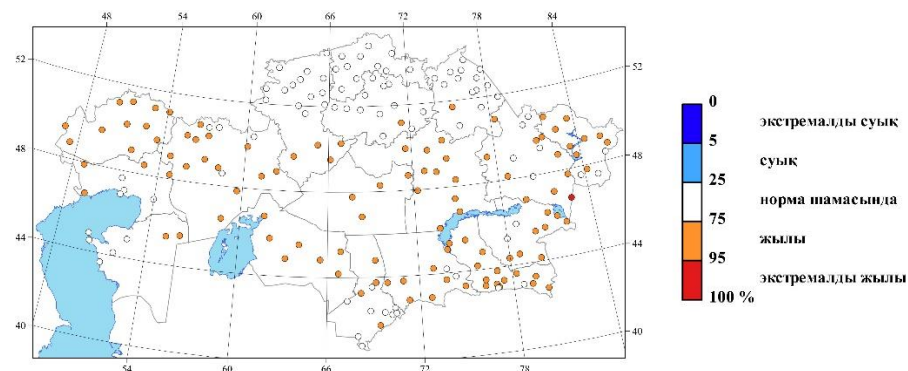 48 54 60 66 72 78 84
52 52
48 48
44 44
40 40
54 60 66 72 78
0
экстремалды суық
5
суық
25
норма шамасында
75
жылы
95
экстремалды жылы
100 %